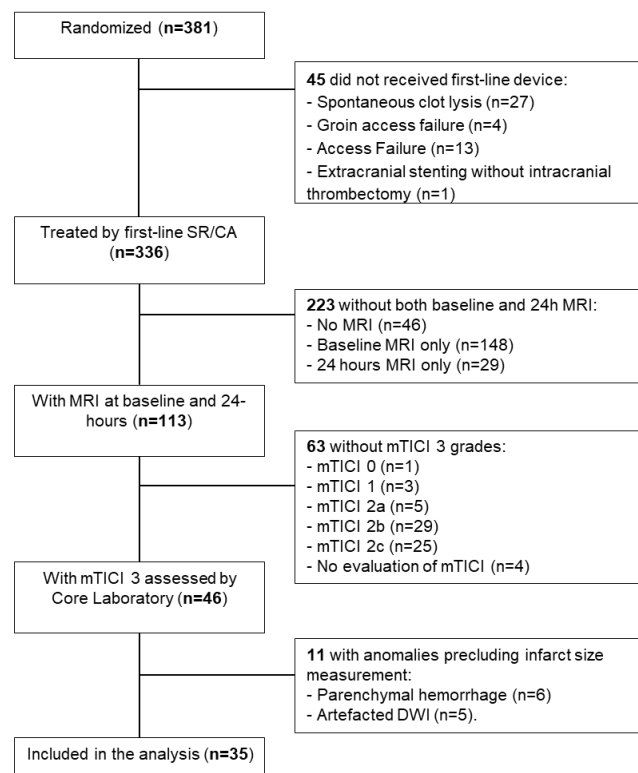 Randomized (n=381)
45 did not received first-line device:
- Spontaneous clot lysis (n=27)
- Groin access failure (n=4)
- Access Failure (n=13)
- Extracranial stenting without intracranial
thrombectomy (n=1)
Treated by first-line SR/CA
(n=336)
223 without both baseline and 24h MRI:
- No MRI (n=46)
- Baseline MRI only (n=148)
- 24 hours MRI only (n=29)
With MRI at baseline and 24-
hours (n=113)
63 without mTICI 3 grades:
- mTICI 0 (n=1)
- mTICI 1 (n=3)
- mTICI 2a (n=5)
- mTICI 2b (n=29)
- mTICI 2c (n=25)
- No evaluation of mTICI (n=4)
With mTICI 3 assessed by
Core Laboratory (n=46)
11 with anomalies precluding infarct size
measurement:
- Parenchymal hemorrhage (n=6)
- Artefacted DWI (n=5).
Included in the analysis (n=35)